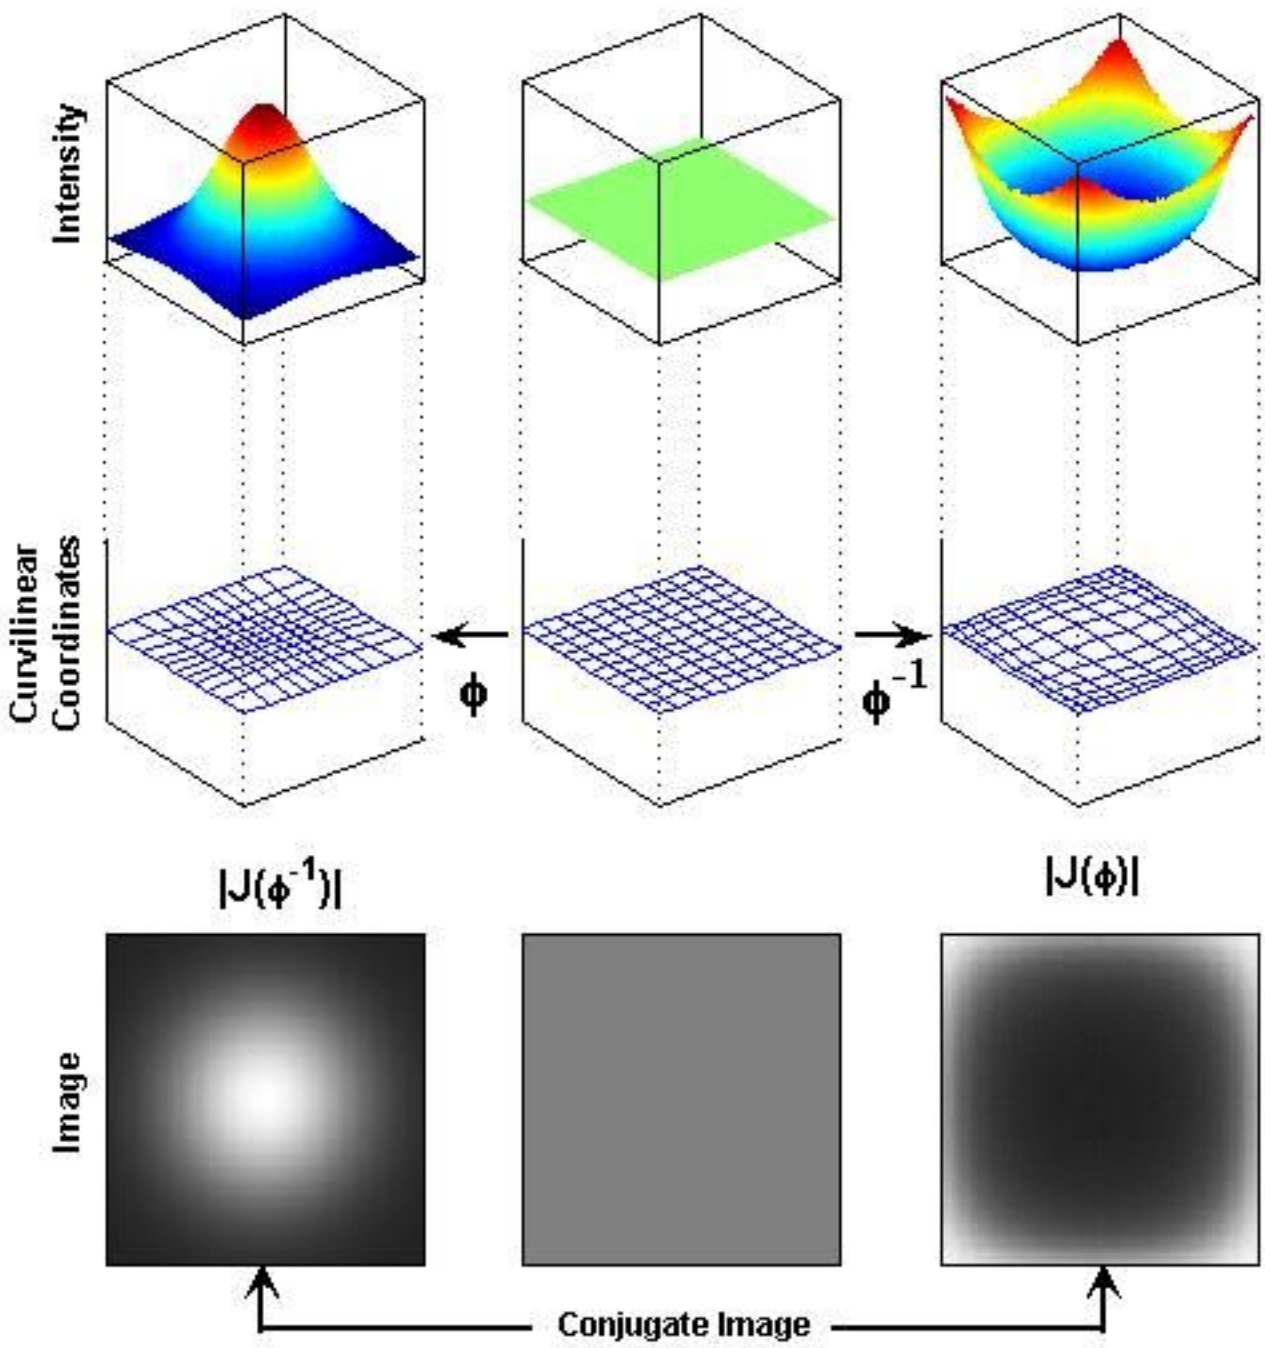 Intensity
Curvilinear
Coordinates
ϕ
ϕ⁻¹
|J(ϕ⁻¹)|
|J(ϕ)|
Image
Conjugate Image